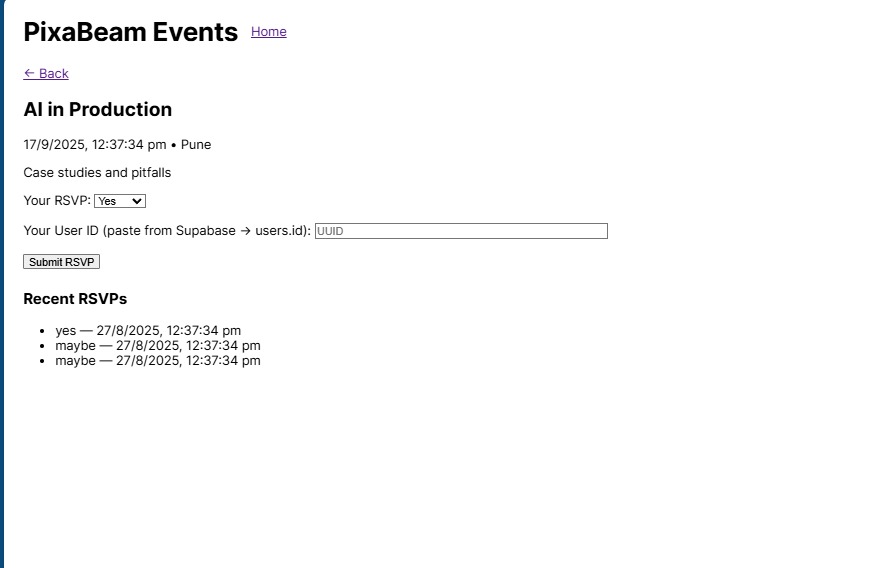 PixaBeam Events Home
← Back
AI in Production
17/9/2025, 12:37:34 pm • Pune
Case studies and pitfalls
Your RSVP: Yes
Your User ID (paste from Supabase → users.id): UUID
Submit RSVP
Recent RSVPs
• yes — 27/8/2025, 12:37:34 pm
• maybe — 27/8/2025, 12:37:34 pm
• maybe — 27/8/2025, 12:37:34 pm